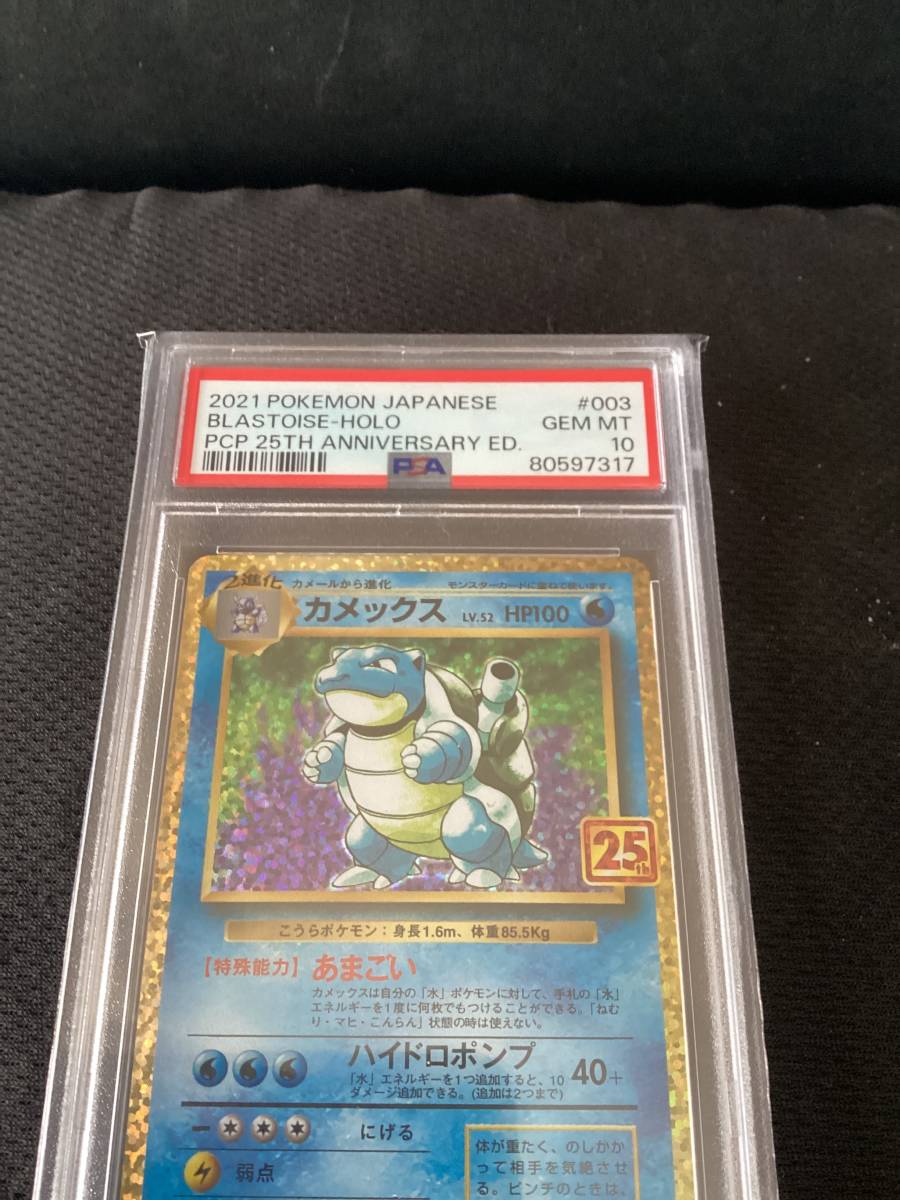 2021 POKEMON JAPANESE #003
BLASTOISE-HOLO GEM MT
PCP 25TH ANNIVERSARY ED. 10
PSA 80597317
2進化 カメールから進化 モンスターカードに重ねて使います。
カメックス LV.52 HP100
25th
こうらポケモン：身長1.6m、体重85.5Kg
【特殊能力】あまごい
カメックスは自分の「水」ポケモンに対して、手札の「水」
エネルギーを1度に何枚でもつけることができる。「ねむ
り・マヒ・こんらん」状態の時は使えない。
ハイドロポンプ 40+
「水」エネルギーを1つ追加すると、10
ダメージ追加できる。(追加は2つまで)
にげる
弱点
体が重たく、のしかか
って相手を気絶させ
る。ピンチのときは、